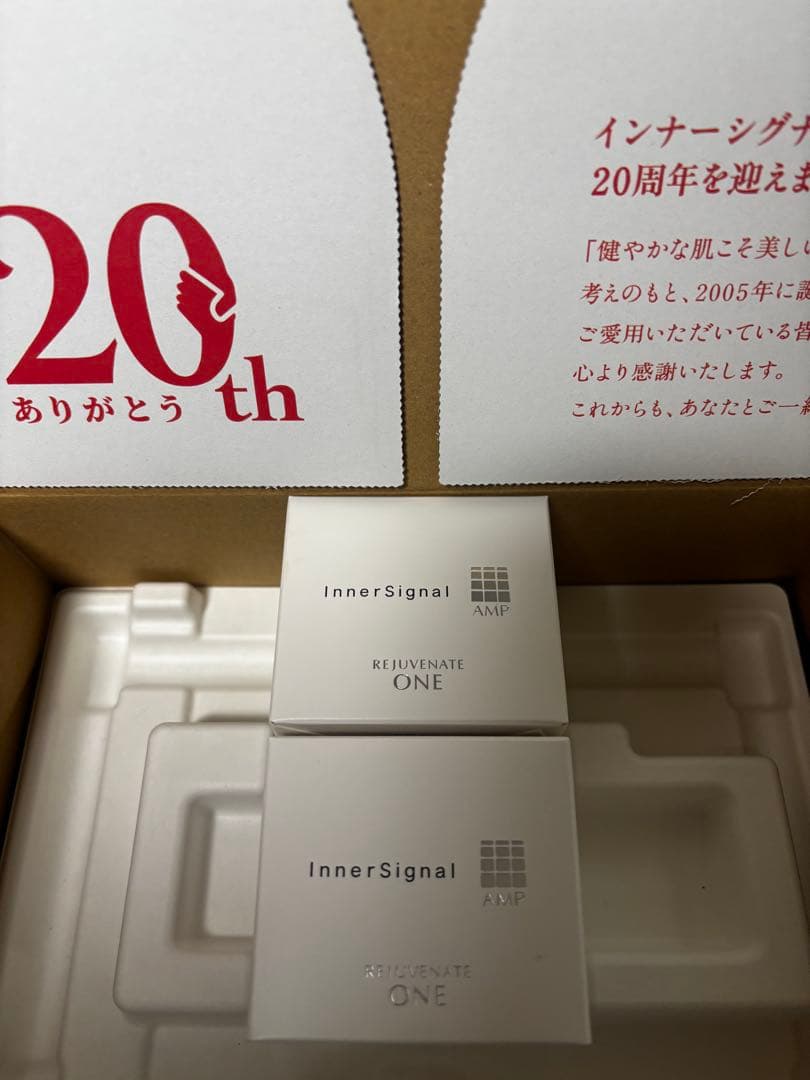 20th
ありがとう
インナーシグナ
20周年を迎えま
「健やかな肌こそ美しい
考えのもと、2005年に誕
ご愛用いただいている皆
心より感謝いたします。
これからも、あなたとご一緒
InnerSignal
AMP
REJUVENATE
ONE
InnerSignal
AMP
REJUVENATE
ONE